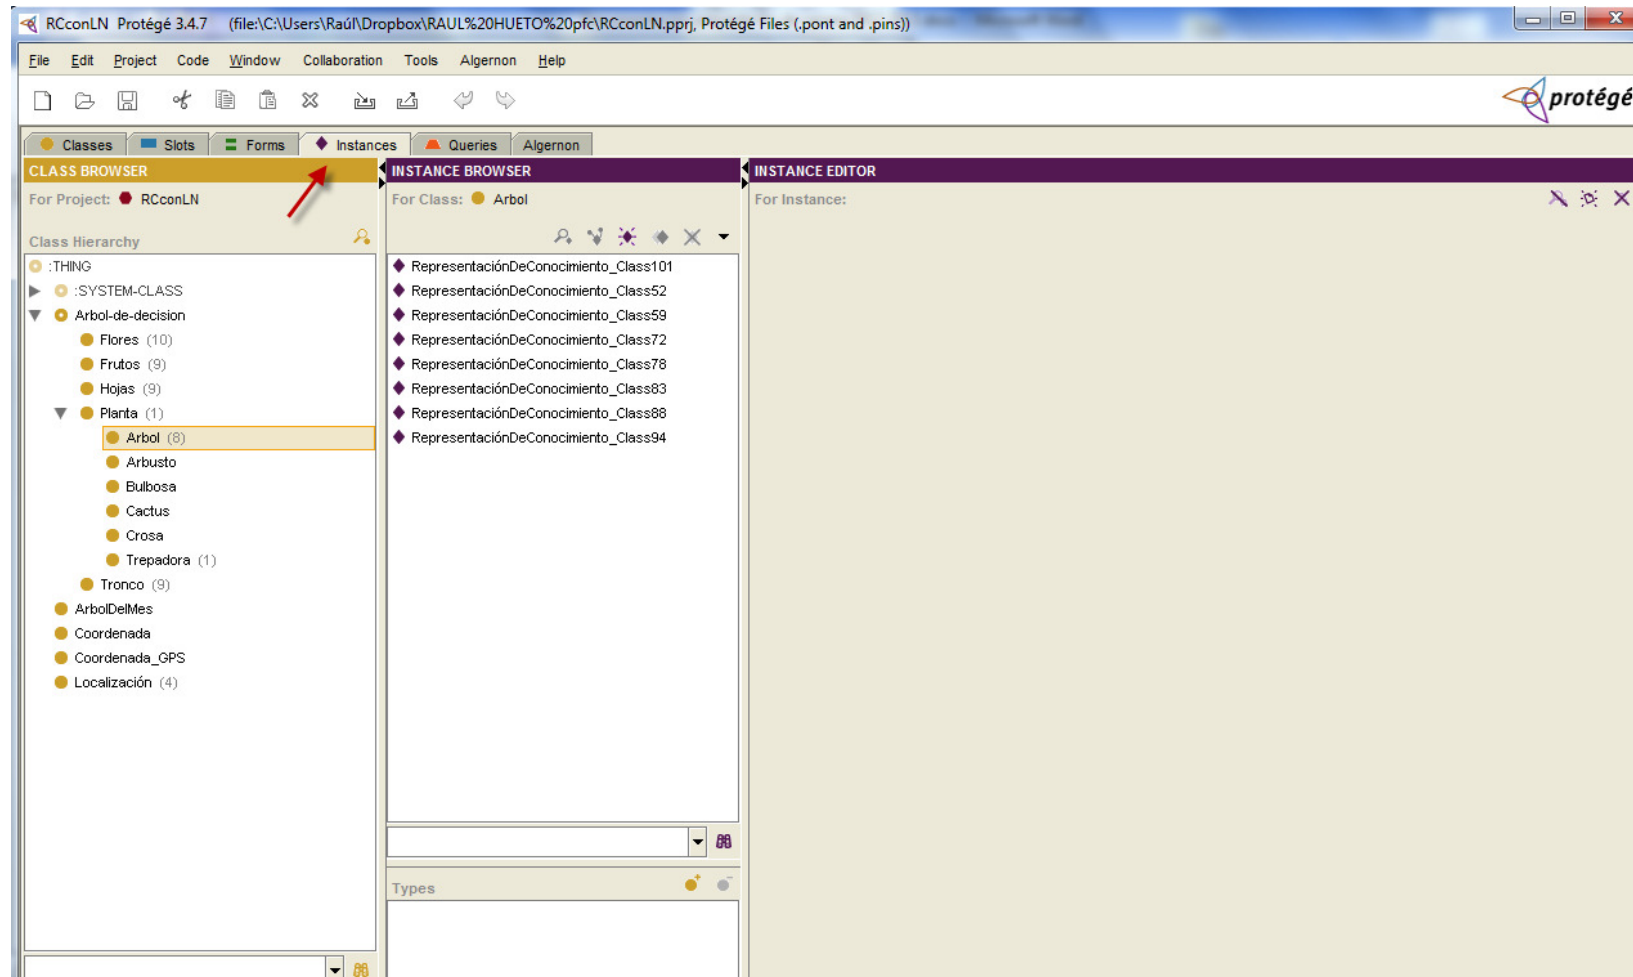 RCconLN Protégé 3.4.7 (file:\C:\Users\Raúl\Dropbox\RAUL%20HUETO%20pfc\RCconLN.pprj, Protégé Files (.pont and .pins))
File Edit Project Code Window Collaboration Tools Algernon Help
protégé
Classes Slots Forms Instances Queries Algernon
CLASS BROWSER
For Project: RCconLN
Class Hierarchy
:THING
:SYSTEM-CLASS
Arbol-de-decision
Flores (10)
Frutos (9)
Hojas (9)
Planta (1)
Arbol (8)
Arbusto
Bulbosa
Cactus
Crosa
Trepadora (1)
Tronco (9)
ArbolDelMes
Coordenada
Coordenada_GPS
Localización (4)
INSTANCE BROWSER
For Class: Arbol
RepresentaciónDeConocimiento_Class101
RepresentaciónDeConocimiento_Class52
RepresentaciónDeConocimiento_Class59
RepresentaciónDeConocimiento_Class72
RepresentaciónDeConocimiento_Class78
RepresentaciónDeConocimiento_Class83
RepresentaciónDeConocimiento_Class88
RepresentaciónDeConocimiento_Class94
Types
INSTANCE EDITOR
For Instance: